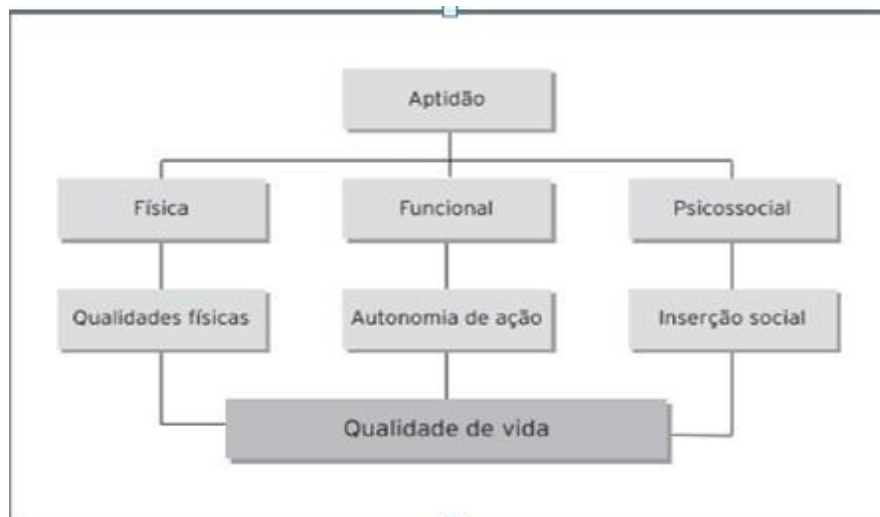 Aptidão
Física
Funcional
Psicossocial
Qualidades físicas
Autonomia de ação
Inserção social
Qualidade de vida